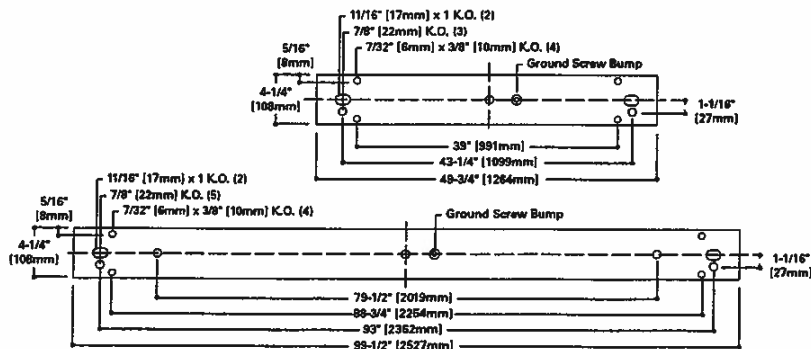 11/16" [17mm] x 1 K.O. (2)
7/8" [22mm] K.O. (3)
7/32" [6mm] x 3/8" [10mm] K.O. (4)
5/16"
[8mm]
Ground Screw Bump
4-1/4"
[108mm]
1-1/16"
[27mm]
39" [991mm]
43-1/4" [1099mm]
49-3/4" [1264mm]
11/16" [17mm] x 1 K.O. (2)
7/8" [22mm] K.O. (5)
7/32" [6mm] x 3/8" [10mm] K.O. (4)
5/16"
[8mm]
Ground Screw Bump
4-1/4"
[108mm]
1-1/16"
[27mm]
79-1/2" [2019mm]
88-3/4" [2254mm]
93" [2362mm]
99-1/2" [2527mm]